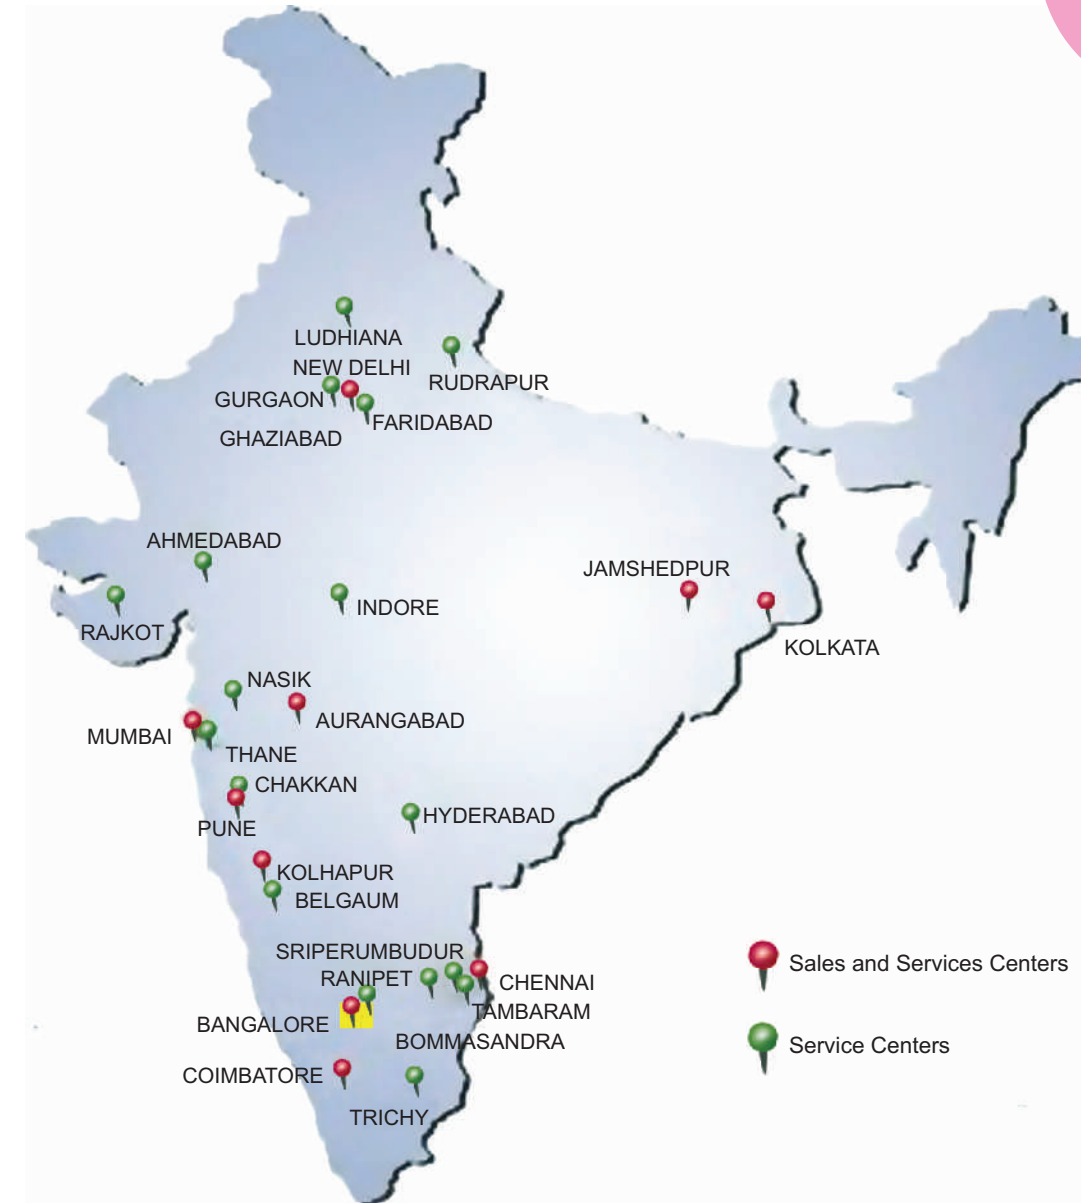 LUDHIANA
NEW DELHI
RUDRAPUR
GURGAON
FARIDABAD
GHAZIABAD
AHMEDABAD
JAMSHEDPUR
INDORE
RAJKOT
KOLKATA
NASIK
AURANGABAD
MUMBAI
THANE
CHAKKAN
HYDERABAD
PUNE
KOLHAPUR
BELGAUM
SRIPERUMBUDUR
Sales and Services Centers
RANIPET
CHENNAI
TAMBARAM
BANGALORE
BOMMASANDRA
Service Centers
COIMBATORE
TRICHY